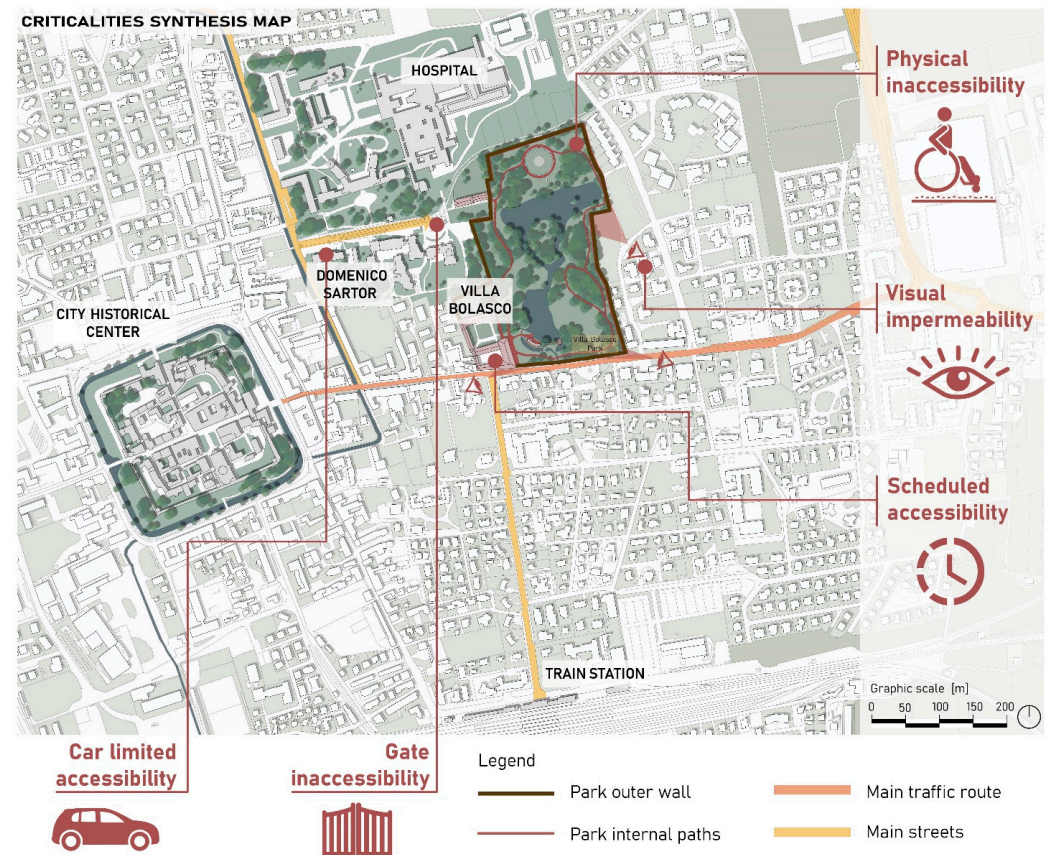 CRITICALITIES SYNTHESIS MAP
HOSPITAL
Physical
inaccessibility
DOMENICO
SARTOR
VILLA
BOLASCO
CITY HISTORICAL
CENTER
Villa Bolasco
Park
Visual
impermeability
Scheduled
accessibility
TRAIN STATION
Graphic scale [m]
0 50 100 150 200
Car limited
accessibility
Gate
inaccessibility
Legend
Park outer wall
Main traffic route
Park internal paths
Main streets